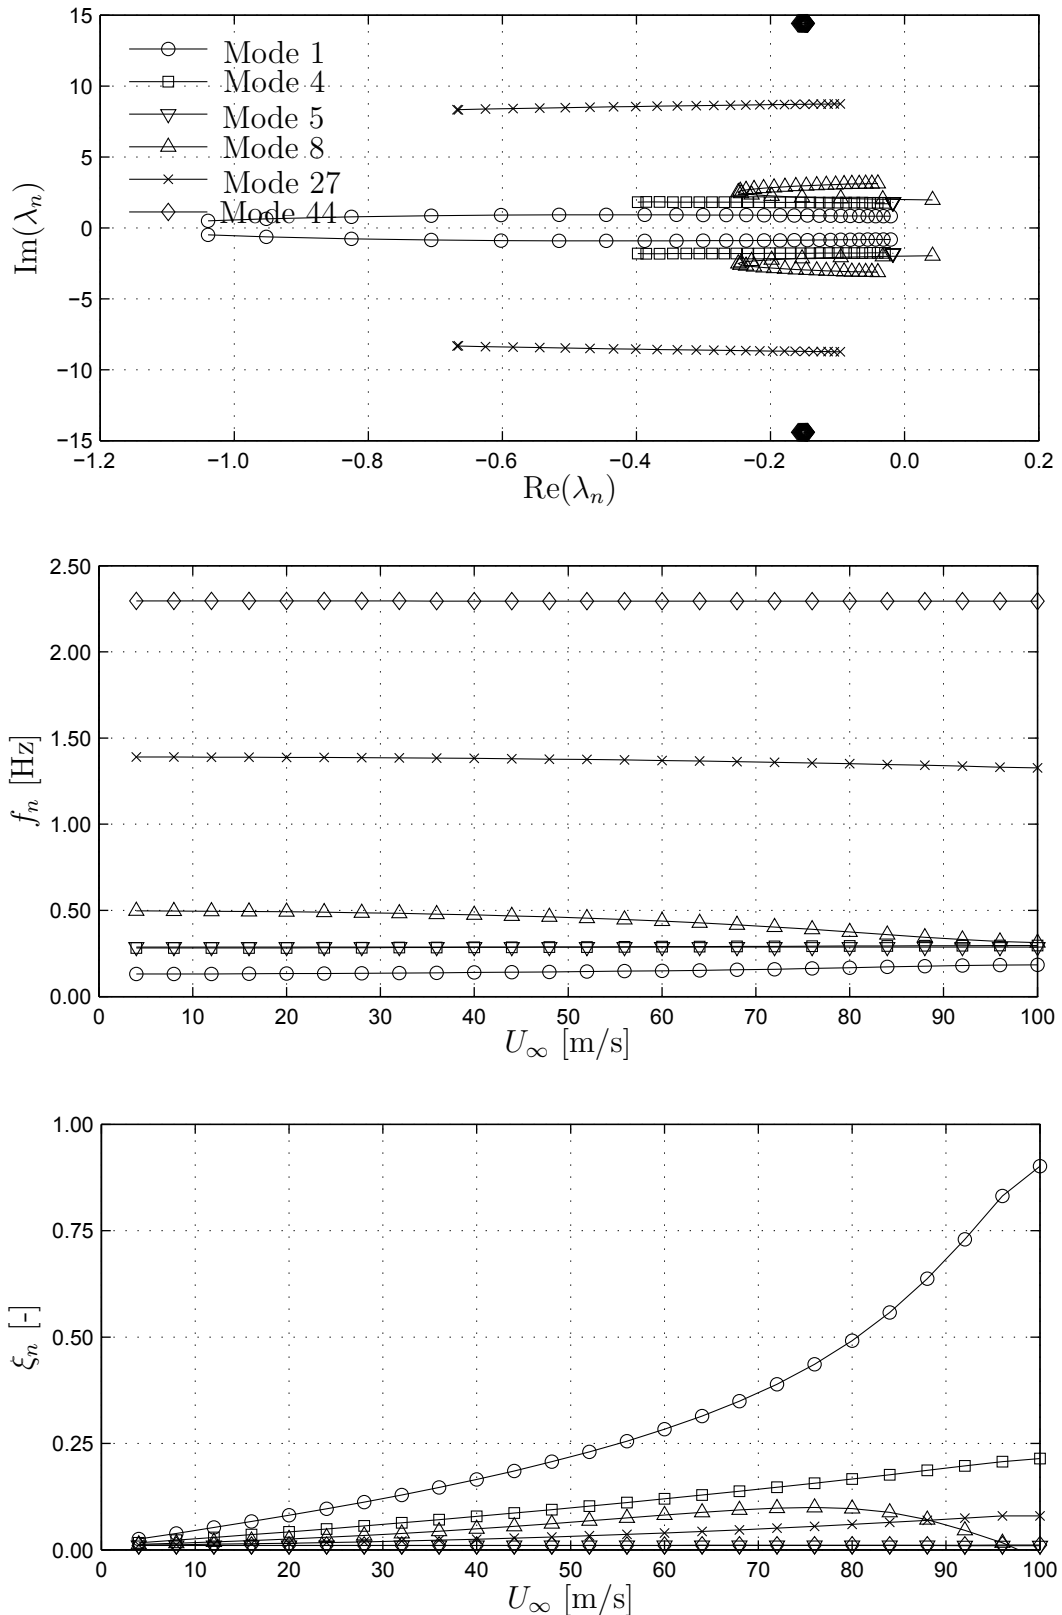 15
10
5
0
−5
−10
−15
Im(λn)
Mode 1
Mode 4
Mode 5
Mode 8
Mode 27
Mode 44
−1.2 −1.0 −0.8 −0.6 −0.4 −0.2 0.0 0.2
Re(λn)
2.50
2.00
1.50
1.00
0.50
0.00
fn [Hz]
0 10 20 30 40 50 60 70 80 90 100
U∞ [m/s]
1.00
0.75
0.50
0.25
0.00
ξn [-]
0 10 20 30 40 50 60 70 80 90 100
U∞ [m/s]